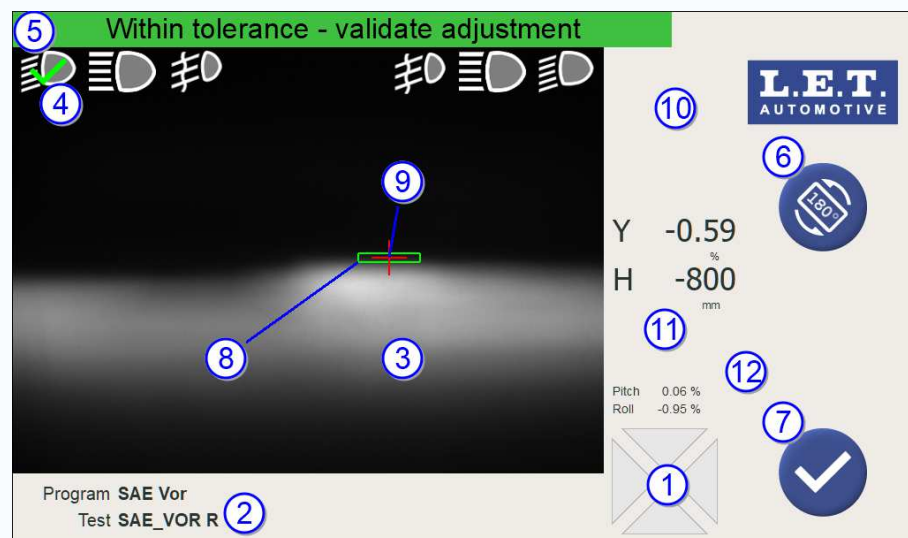 Within tolerance - validate adjustment
5
4
L.E.T.
AUTOMOTIVE
10
6
180°
9
Y -0.59
%
H -800
mm
8
3
11
12
Pitch 0.06 %
Roll -0.95 %
7
1
Program SAE Vor
Test SAE_VOR R
2